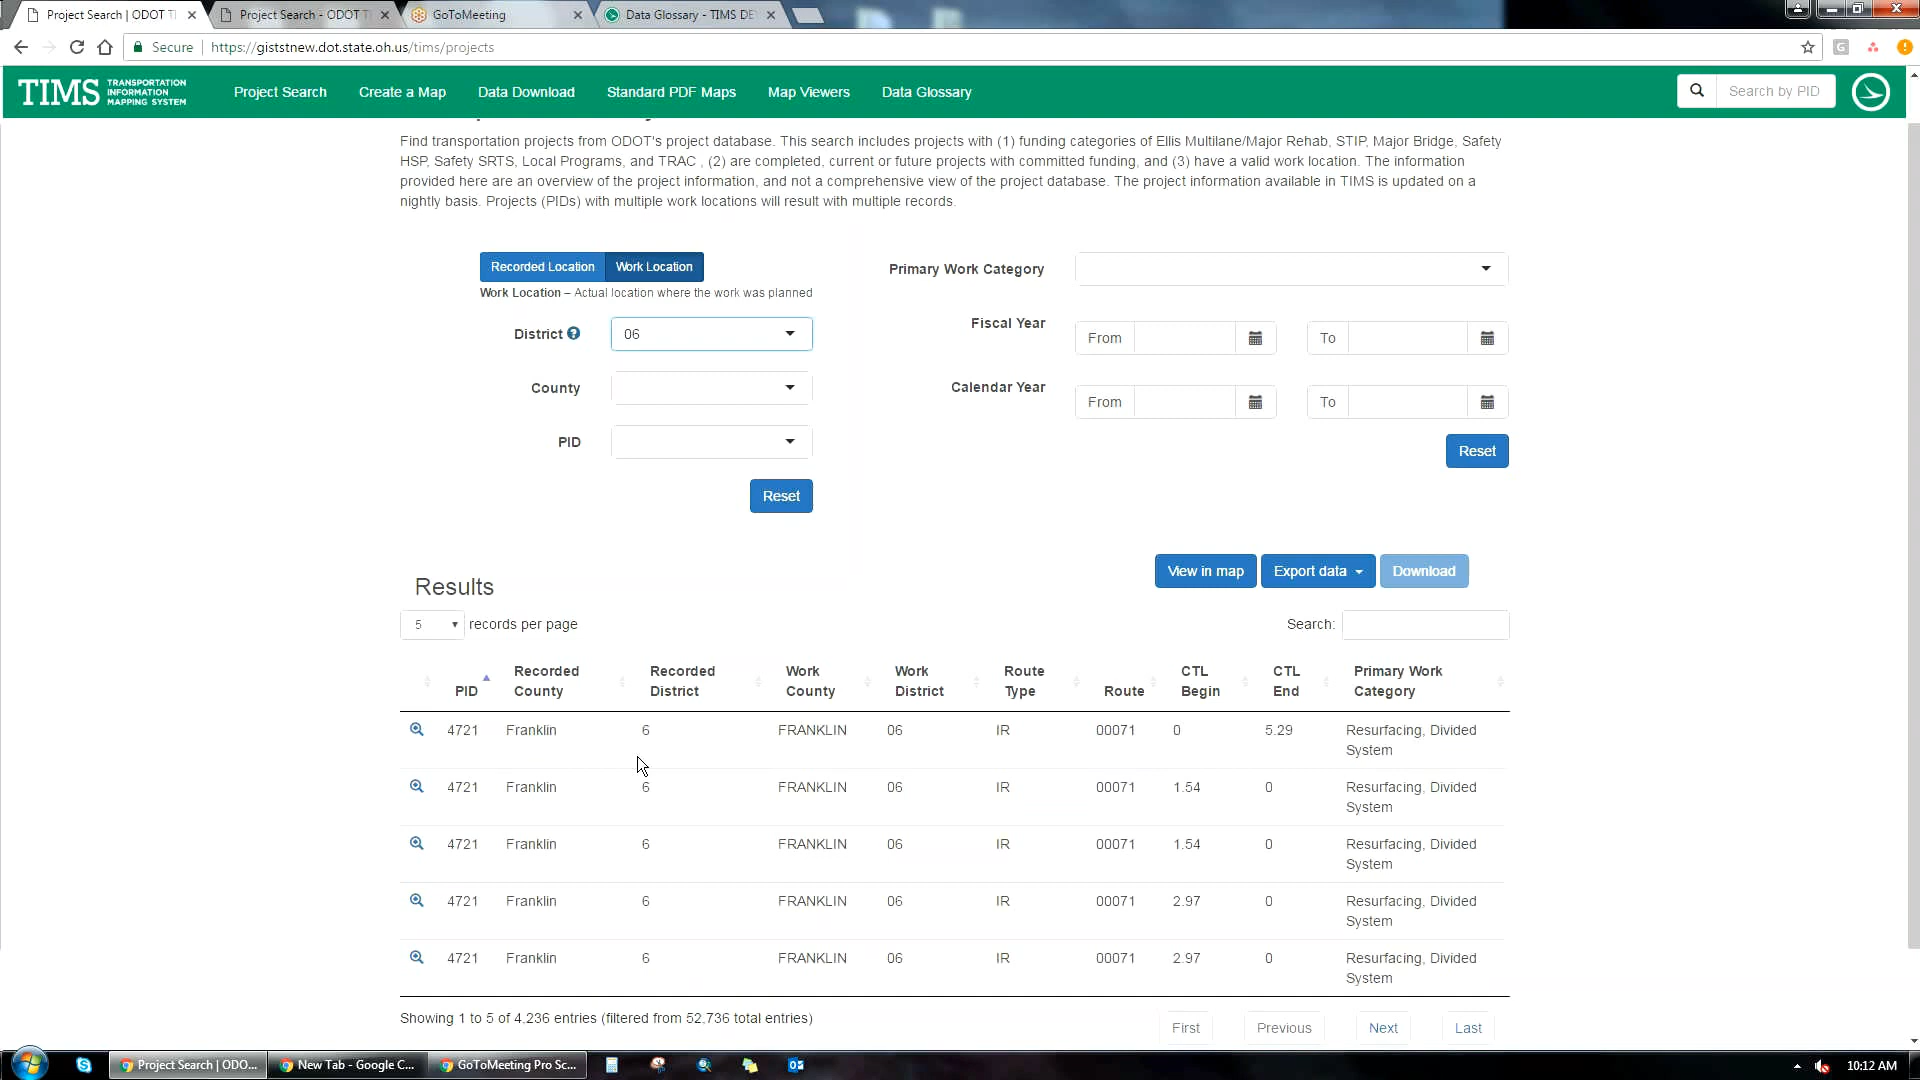 Project Search | ODOT T
Project Search - ODOT T
GoToMeeting
Data Glossary - TIMS DE
Secure
https://giststnew.dot.state.oh.us/tims/projects
TIMS TRANSPORTATION INFORMATION MAPPING SYSTEM
Project Search
Create a Map
Data Download
Standard PDF Maps
Map Viewers
Data Glossary
Search by PID
Find transportation projects from ODOT's project database. This search includes projects with (1) funding categories of Ellis Multilane/Major Rehab, STIP, Major Bridge, Safety
HSP, Safety SRTS, Local Programs, and TRAC , (2) are completed, current or future projects with committed funding, and (3) have a valid work location. The information
provided here are an overview of the project information, and not a comprehensive view of the project database. The project information available in TIMS is updated on a
nightly basis. Projects (PIDs) with multiple work locations will result with multiple records.
Recorded Location Work Location
Work Location – Actual location where the work was planned
District ? 06
County
PID
Reset
Primary Work Category
Fiscal Year From To
Calendar Year From To
Reset
Results
View in map Export data Download
5 records per page
Search:
PID Recorded County Recorded District Work County Work District Route Type Route CTL Begin CTL End Primary Work Category
4721 Franklin 6 FRANKLIN 06 IR 00071 0 5.29 Resurfacing, Divided
System
4721 Franklin 6 FRANKLIN 06 IR 00071 1.54 0 Resurfacing, Divided
System
4721 Franklin 6 FRANKLIN 06 IR 00071 1.54 0 Resurfacing, Divided
System
4721 Franklin 6 FRANKLIN 06 IR 00071 2.97 0 Resurfacing, Divided
System
4721 Franklin 6 FRANKLIN 06 IR 00071 2.97 0 Resurfacing, Divided
System
Showing 1 to 5 of 4,236 entries (filtered from 52,736 total entries)
First Previous Next Last
Project Search | ODO...
New Tab - Google C...
GoToMeeting Pro Sc...
10:12 AM